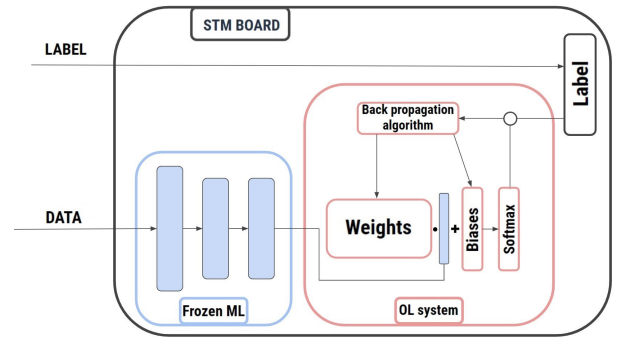 STM BOARD
LABEL
Label
Back propagation
algorithm
DATA
Weights
•
+
Biases
Softmax
Frozen ML
OL system